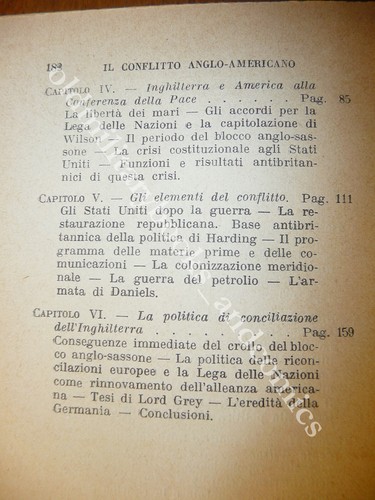 188 IL CONFLITTO ANGLO-AMERICANO
CAPITOLO IV. — Inghilterra e America alla
Conferenza della Pace . . . . . . Pag. 85
La libertà dei mari — Gli accordi per la
Lega delle Nazioni e la capitolazione di
Wilson — Il periodo del blocco anglo-sas-
sone — La crisi costituzionale agli Stati
Uniti — Funzioni e risultati antibritan-
nici di questa crisi.
CAPITOLO V. — Gli elementi del conflitto. Pag. 111
Gli Stati Uniti dopo la guerra — La re-
staurazione repubblicana. Base antibri-
tannica della politica di Harding — Il pro-
gramma delle materie prime e delle co-
municazioni — La colonizzazione meridio-
nale — La guerra del petrolio — L'ar-
mata di Daniels.
CAPITOLO VI. — La politica di conciliazione
dell'Inghilterra . . . . . . . . . Pag. 159
Conseguenze immediate del crollo del bloc-
co anglo-sassone — La politica delle ricon-
cilazioni europee e la Lega delle Nazioni
come rinnovamento dell'alleanza america-
na — Tesi di Lord Grey — L'eredità della
Germania — Conclusioni.